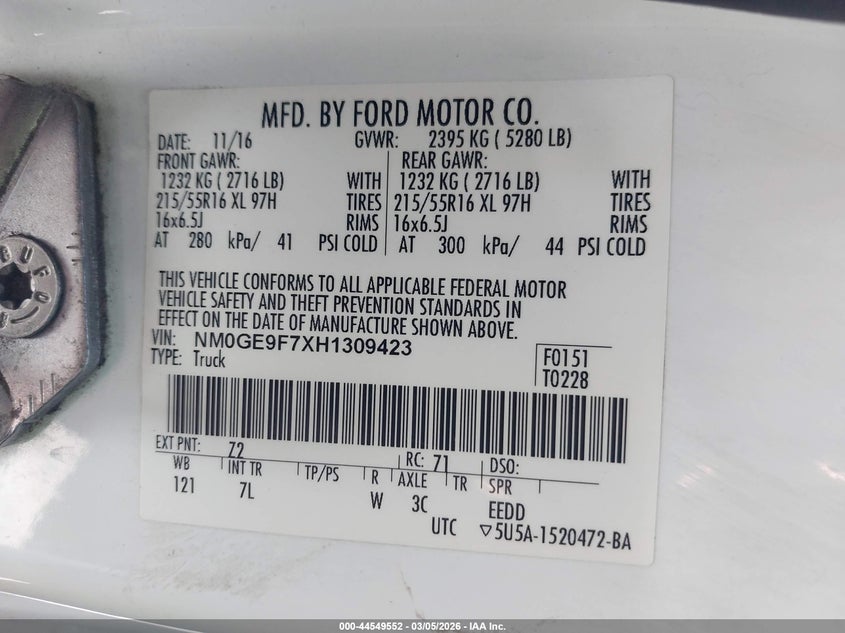 MFD. BY FORD MOTOR CO.
DATE: 11/16 GVWR: 2395 KG ( 5280 LB)
FRONT GAWR: REAR GAWR:
1232 KG ( 2716 LB) WITH 1232 KG ( 2716 LB) WITH
215/55R16 XL 97H TIRES 215/55R16 XL 97H TIRES
16x6.5J RIMS 16x6.5J RIMS
AT 280 kPa/ 41 PSI COLD AT 300 kPa/ 44 PSI COLD
THIS VEHICLE CONFORMS TO ALL APPLICABLE FEDERAL MOTOR
VEHICLE SAFETY AND THEFT PREVENTION STANDARDS IN
EFFECT ON THE DATE OF MANUFACTURE SHOWN ABOVE.
VIN: NM0GE9F7XH1309423
TYPE: Truck
F0151
T0228
EXT PNT: Z2 RC: 71 DSO:
WB INT TR TP/PS R AXLE TR SPR
121 7L W 3C EEDD
UTC ▽5U5A-1520472-BA
000-44549552 — 03/05/2026 — IAA Inc.